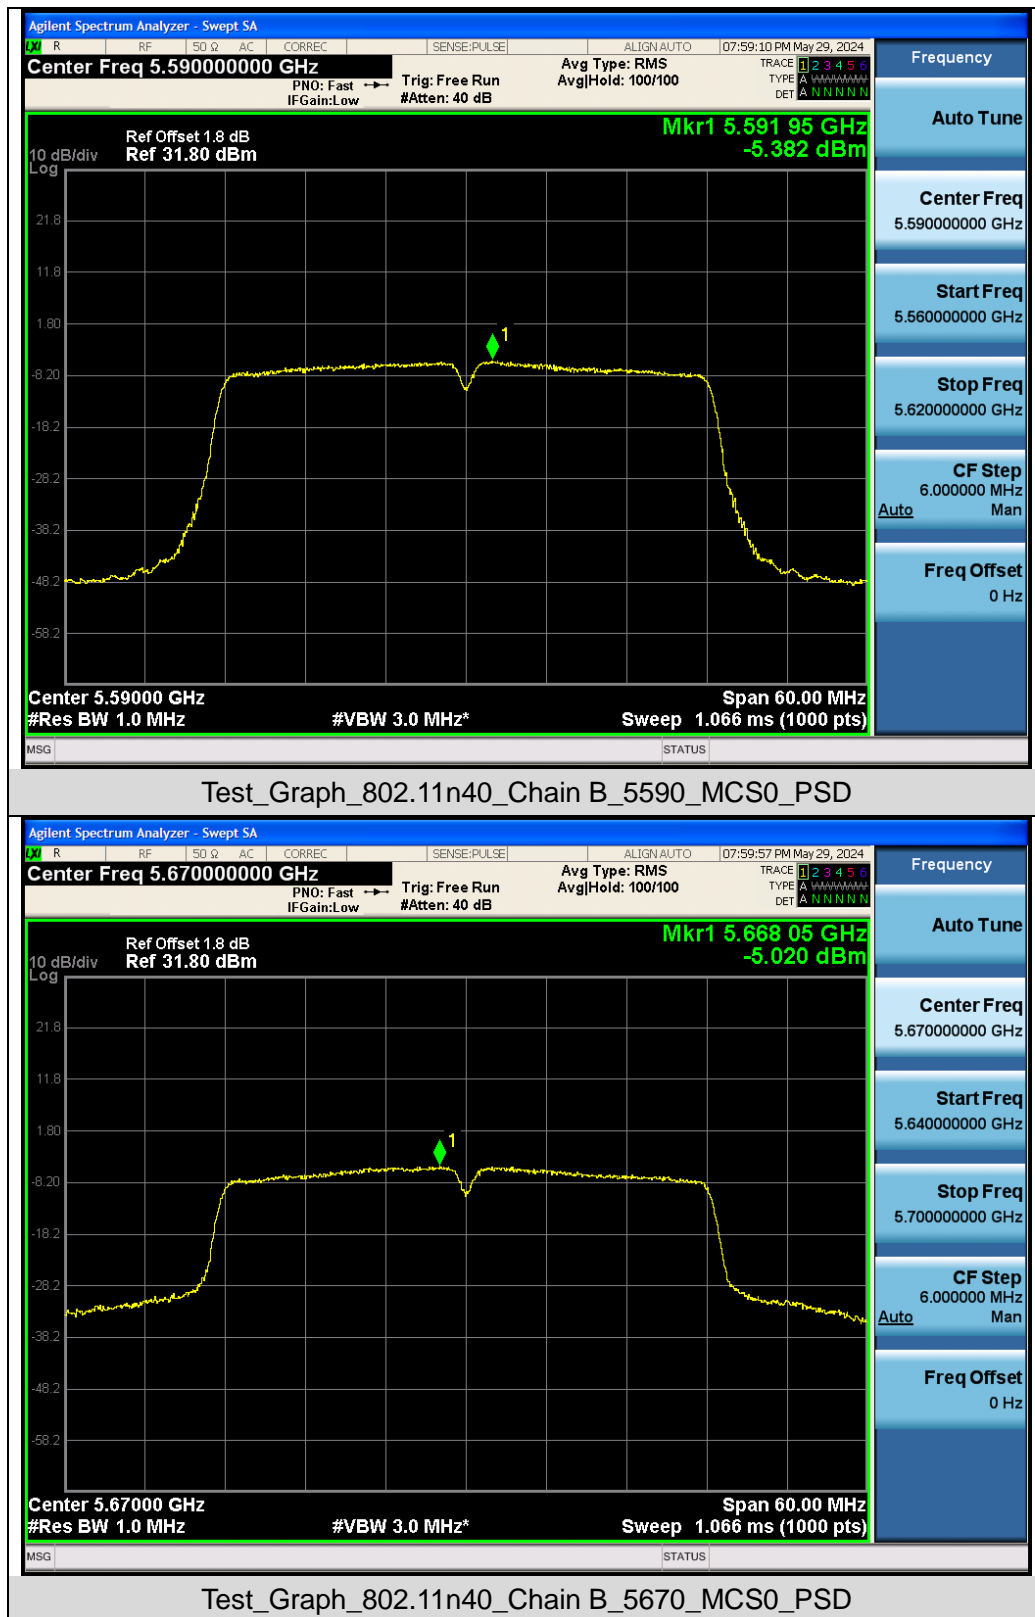 Agilent Spectrum Analyzer - Swept SA
LXI R RF 50 Ω AC CORREC SENSE:PULSE ALIGN AUTO 07:59:10 PM May 29, 2024
Center Freq 5.590000000 GHz Avg Type: RMS TRACE 1 2 3 4 5 6
PNO: Fast Trig: Free Run Avg|Hold: 100/100 TYPE A WWWWW
IFGain:Low #Atten: 40 dB DET A N N N N N
Frequency
Auto Tune
Center Freq
5.590000000 GHz
Start Freq
5.560000000 GHz
Stop Freq
5.620000000 GHz
CF Step
6.000000 MHz
Auto Man
Freq Offset
0 Hz
Mkr1 5.591 95 GHz
Ref Offset 1.8 dB
-5.382 dBm
10 dB/div Ref 31.80 dBm
Log
21.8
11.8
1.80
1
-8.20
-18.2
-28.2
-38.2
-48.2
-58.2
Center 5.59000 GHz Span 60.00 MHz
#Res BW 1.0 MHz #VBW 3.0 MHz* Sweep 1.066 ms (1000 pts)
MSG STATUS
Test_Graph_802.11n40_Chain B_5590_MCS0_PSD
Agilent Spectrum Analyzer - Swept SA
LXI R RF 50 Ω AC CORREC SENSE:PULSE ALIGN AUTO 07:59:57 PM May 29, 2024
Center Freq 5.670000000 GHz Avg Type: RMS TRACE 1 2 3 4 5 6
PNO: Fast Trig: Free Run Avg|Hold: 100/100 TYPE A WWWWW
IFGain:Low #Atten: 40 dB DET A N N N N N
Frequency
Auto Tune
Center Freq
5.670000000 GHz
Start Freq
5.640000000 GHz
Stop Freq
5.700000000 GHz
CF Step
6.000000 MHz
Auto Man
Freq Offset
0 Hz
Mkr1 5.668 05 GHz
Ref Offset 1.8 dB
-5.020 dBm
10 dB/div Ref 31.80 dBm
Log
21.8
11.8
1.80
1
-8.20
-18.2
-28.2
-38.2
-48.2
-58.2
Center 5.67000 GHz Span 60.00 MHz
#Res BW 1.0 MHz #VBW 3.0 MHz* Sweep 1.066 ms (1000 pts)
MSG STATUS
Test_Graph_802.11n40_Chain B_5670_MCS0_PSD